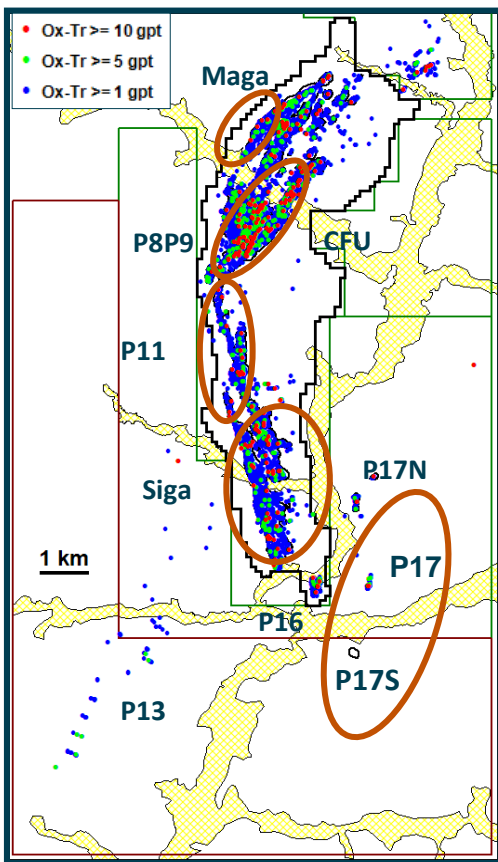 Ox-Tr >= 10 gpt
Ox-Tr >= 5 gpt
Ox-Tr >= 1 gpt
Maga
P8P9
CFU
P11
P17N
Siga
P17
1 km
P16
P17S
P13